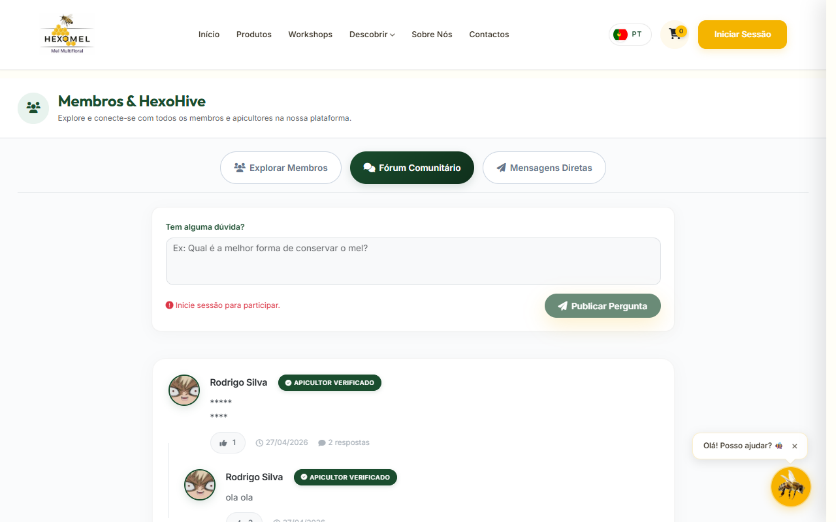 HEXOMEL
Mel Multifloral
Início
Produtos
Workshops
Descobrir
Sobre Nós
Contactos
PT
0
Iniciar Sessão
Membros & HexoHive
Explore e conecte-se com todos os membros e apicultores na nossa plataforma.
Explorar Membros
Fórum Comunitário
Mensagens Diretas
Tem alguma dúvida?
Ex: Qual é a melhor forma de conservar o mel?
Inicie sessão para participar.
Publicar Pergunta
Rodrigo Silva
APICULTOR VERIFICADO
*****
****
1
27/04/2026
2 respostas
Olá! Posso ajudar?
Rodrigo Silva
APICULTOR VERIFICADO
ola ola
27/04/2026